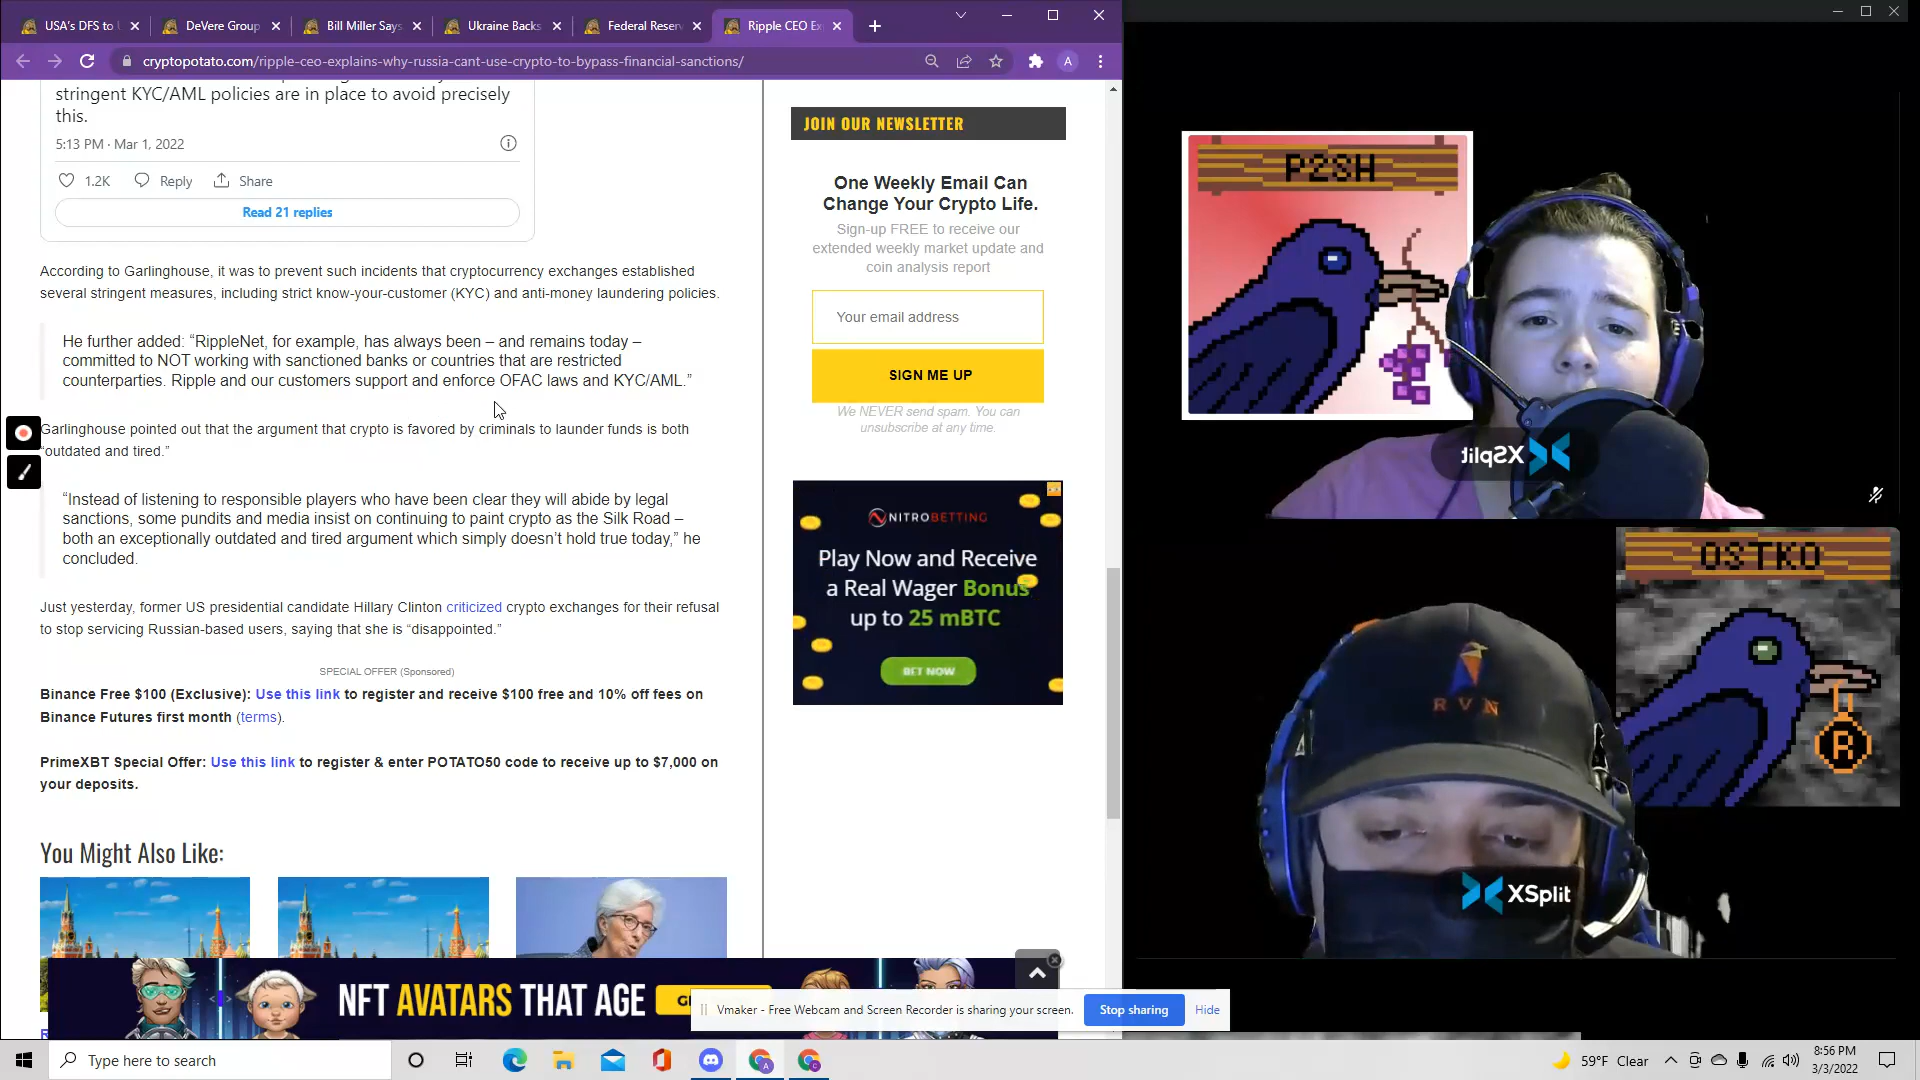 USA's DFS to
DeVere Group
Bill Miller Says
Ukraine Backs
Federal Reserv
Ripple CEO Ex
cryptopotato.com/ripple-ceo-explains-why-russia-cant-use-crypto-to-bypass-financial-sanctions/
A
stringent KYC/AML policies are in place to avoid precisely
this.
5:13 PM · Mar 1, 2022
1.2K Reply Share
Read 21 replies
According to Garlinghouse, it was to prevent such incidents that cryptocurrency exchanges established
several stringent measures, including strict know-your-customer (KYC) and anti-money laundering policies.
He further added: “RippleNet, for example, has always been – and remains today –
committed to NOT working with sanctioned banks or countries that are restricted
counterparties. Ripple and our customers support and enforce OFAC laws and KYC/AML.”
Garlinghouse pointed out that the argument that crypto is favored by criminals to launder funds is both
“outdated and tired.”
“Instead of listening to responsible players who have been clear they will abide by legal
sanctions, some pundits and media insist on continuing to paint crypto as the Silk Road –
both an exceptionally outdated and tired argument which simply doesn’t hold true today,” he
concluded.
Just yesterday, former US presidential candidate Hillary Clinton criticized crypto exchanges for their refusal
to stop servicing Russian-based users, saying that she is “disappointed.”
SPECIAL OFFER (Sponsored)
Binance Free $100 (Exclusive): Use this link to register and receive $100 free and 10% off fees on
Binance Futures first month (terms).
PrimeXBT Special Offer: Use this link to register & enter POTATO50 code to receive up to $7,000 on
your deposits.
You Might Also Like:
JOIN OUR NEWSLETTER
One Weekly Email Can
Change Your Crypto Life.
Sign-up FREE to receive our
extended weekly market update and
coin analysis report
Your email address
SIGN ME UP
We NEVER send spam. You can
unsubscribe at any time.
NITROBETTING
Play Now and Receive
a Real Wager Bonus
up to 25 mBTC
BET NOW
NFT AVATARS THAT AGE
Vmaker - Free Webcam and Screen Recorder is sharing your screen.
Stop sharing
Hide
P2SH
XSplit
OSTKO
RVN
R
XSplit
Type here to search
59°F Clear
8:56 PM
3/3/2022